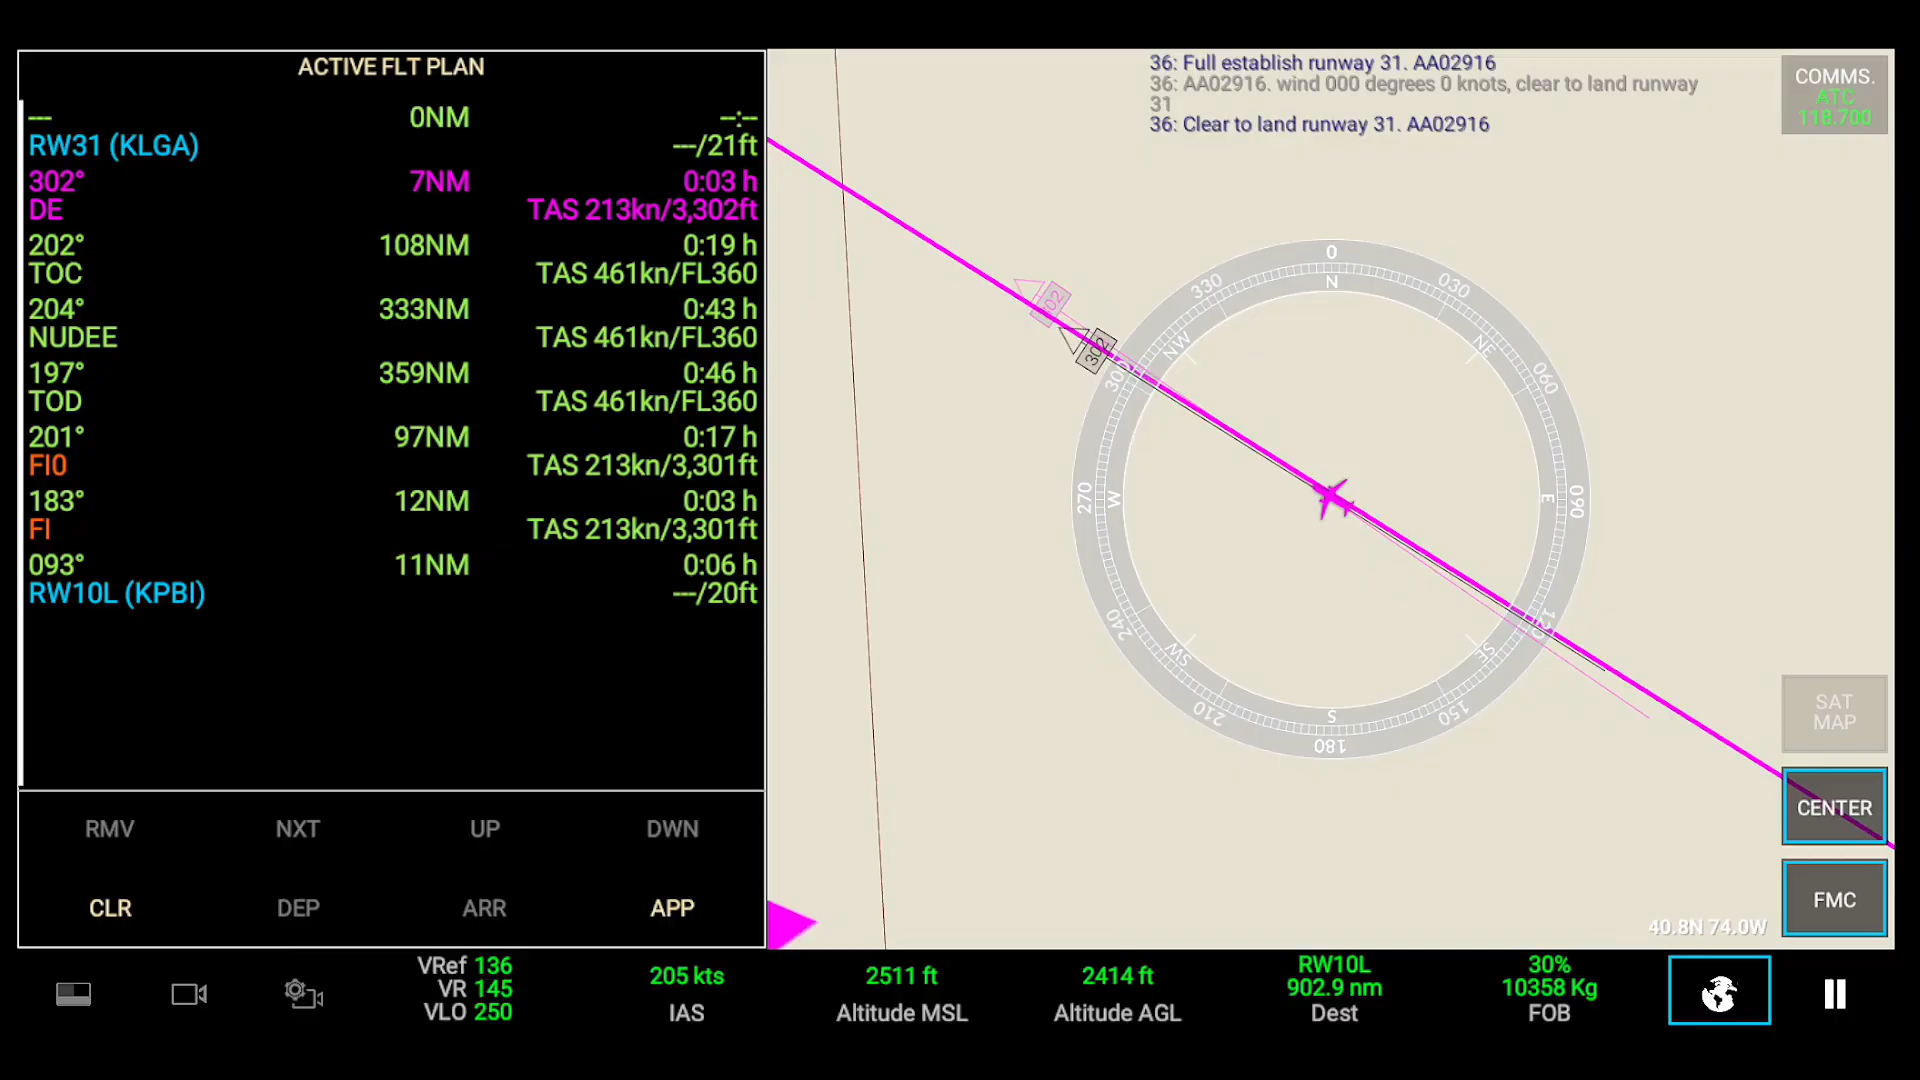 ACTIVE FLT PLAN
--- 0NM --:--
RW31 (KLGA) ---/21ft
302° 7NM 0:03 h
DE TAS 213kn/3,302ft
202° 108NM 0:19 h
TOC TAS 461kn/FL360
204° 333NM 0:43 h
NUDEE TAS 461kn/FL360
197° 359NM 0:46 h
TOD TAS 461kn/FL360
201° 97NM 0:17 h
FI0 TAS 213kn/3,301ft
183° 12NM 0:03 h
FI TAS 213kn/3,301ft
093° 11NM 0:06 h
RW10L (KPBI) ---/20ft
RMV NXT UP DWN
CLR DEP ARR APP
36: Full establish runway 31. AA02916
36: AA02916. wind 000 degrees 0 knots, clear to land runway
31
36: Clear to land runway 31. AA02916
COMMS.
ATC
118.700
0
N
330
030
NW
NE
302
060
270
W
E
090
240
SW
SE
210
150
S
180
SAT
MAP
CENTER
FMC
40.8N 74.0W
VRef 136
VR 145
VLO 250
205 kts
IAS
2511 ft
Altitude MSL
2414 ft
Altitude AGL
RW10L
902.9 nm
Dest
30%
10358 Kg
FOB